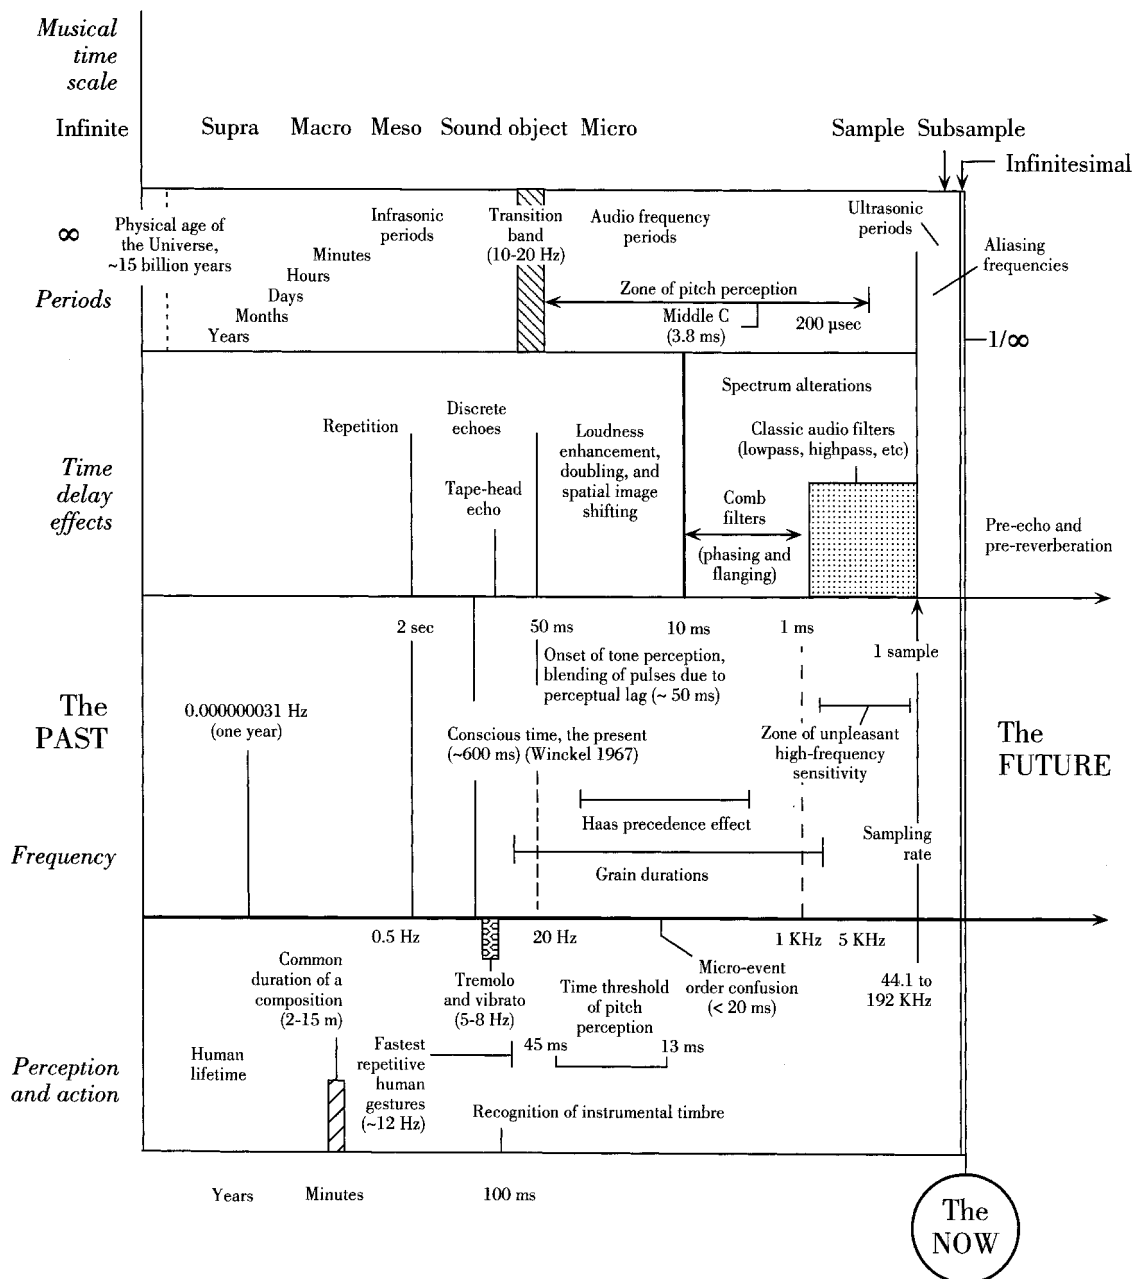 Musical
time
scale
Infinite
Supra
Macro
Meso
Sound object
Micro
Sample
Subsample
Infinitesimal
∞
Physical age of
the Universe,
~15 billion years
Infrasonic
periods
Minutes
Hours
Days
Months
Years
Transition
band
(10-20 Hz)
Audio frequency
periods
Ultrasonic
periods
Aliasing
frequencies
Periods
Zone of pitch perception
Middle C
(3.8 ms)
200 µsec
1/∞
Time
delay
effects
Repetition
Discrete
echoes
Tape-head
echo
Loudness
enhancement,
doubling, and
spatial image
shifting
Spectrum alterations
Classic audio filters
(lowpass, highpass, etc)
Comb
filters
(phasing and
flanging)
Pre-echo and
pre-reverberation
2 sec
50 ms
10 ms
1 ms
1 sample
Onset of tone perception,
blending of pulses due to
perceptual lag (~ 50 ms)
The
PAST
0.000000031 Hz
(one year)
Conscious time, the present
(~600 ms) (Winckel 1967)
Zone of unpleasant
high-frequency
sensitivity
The
FUTURE
Haas precedence effect
Frequency
Grain durations
Sampling
rate
0.5 Hz
20 Hz
1 KHz
5 KHz
44.1 to
192 KHz
Common
duration of a
composition
(2-15 m)
Tremolo
and vibrato
(5-8 Hz)
Time threshold
of pitch
perception
45 ms
13 ms
Micro-event
order confusion
(< 20 ms)
Perception
and action
Human
lifetime
Fastest
repetitive
human
gestures
(~12 Hz)
Recognition of instrumental timbre
Years
Minutes
100 ms
The
NOW